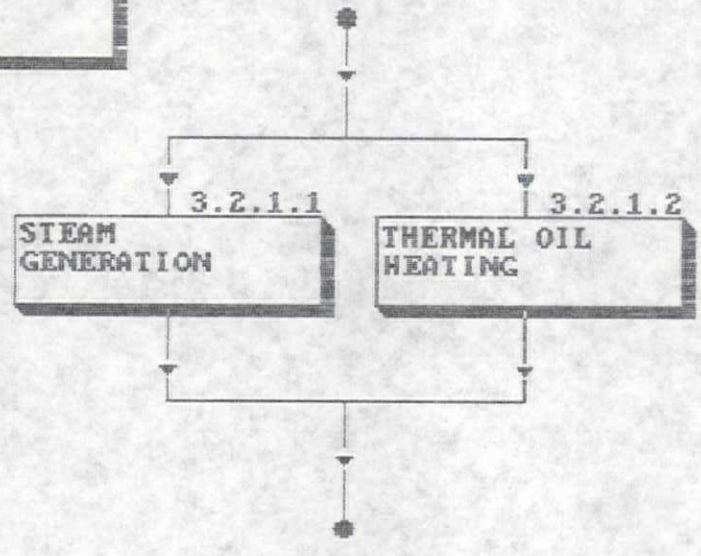 3.2.1.1
STEAM
GENERATION
3.2.1.2
THERMAL OIL
HEATING